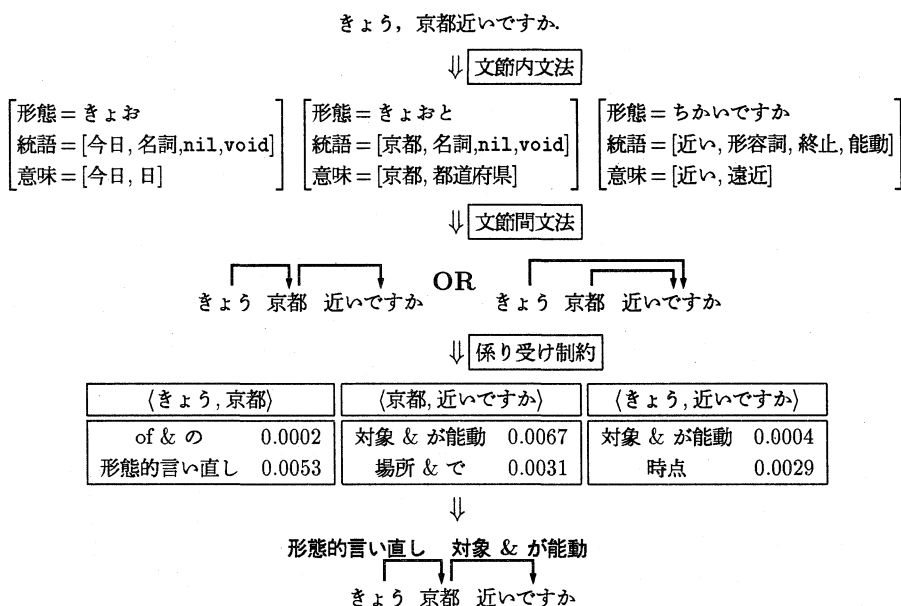 きょう, 京都近いですか.
⇓ 文節内文法
形態 = きょお
統語 = [今日, 名詞,nil,void]
意味 = [今日, 日]
形態 = きょおと
統語 = [京都, 名詞,nil,void]
意味 = [京都, 都道府県]
形態 = ちかいですか
統語 = [近い, 形容詞, 終止, 能動]
意味 = [近い, 遠近]
⇓ 文節間文法
きょう 京都 近いですか OR きょう 京都 近いですか
⇓ 係り受け制約
〈きょう, 京都〉
of & の 0.0002
形態的言い直し 0.0053
〈京都, 近いですか〉
対象 & が能動 0.0067
場所 & で 0.0031
〈きょう, 近いですか〉
対象 & が能動 0.0004
時点 0.0029
⇓
形態的言い直し 対象 & が能動
きょう 京都 近いですか